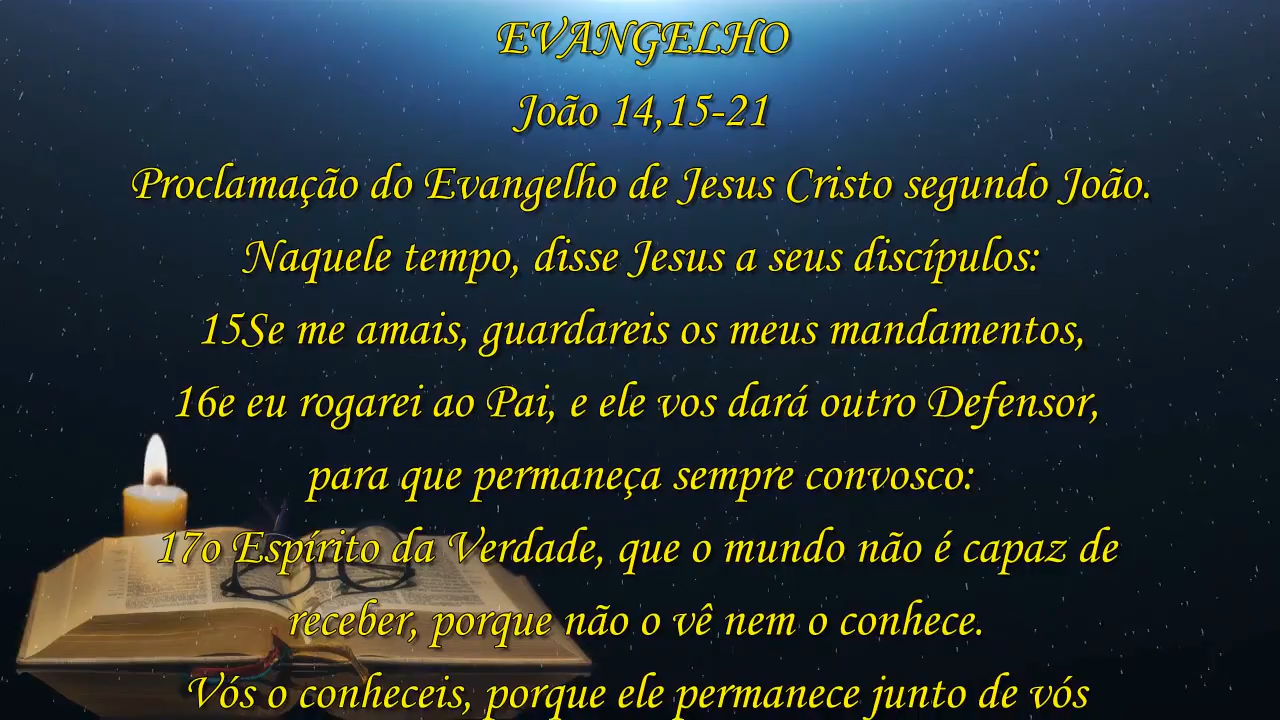 EVANGELHO
João 14,15-21
Proclamação do Evangelho de Jesus Cristo segundo João.
Naquele tempo, disse Jesus a seus discípulos:
15Se me amais, guardareis os meus mandamentos,
16e eu rogarei ao Pai, e ele vos dará outro Defensor,
para que permaneça sempre convosco:
17o Espírito da Verdade, que o mundo não é capaz de
receber, porque não o vê nem o conhece.
Vós o conheceis, porque ele permanece junto de vós